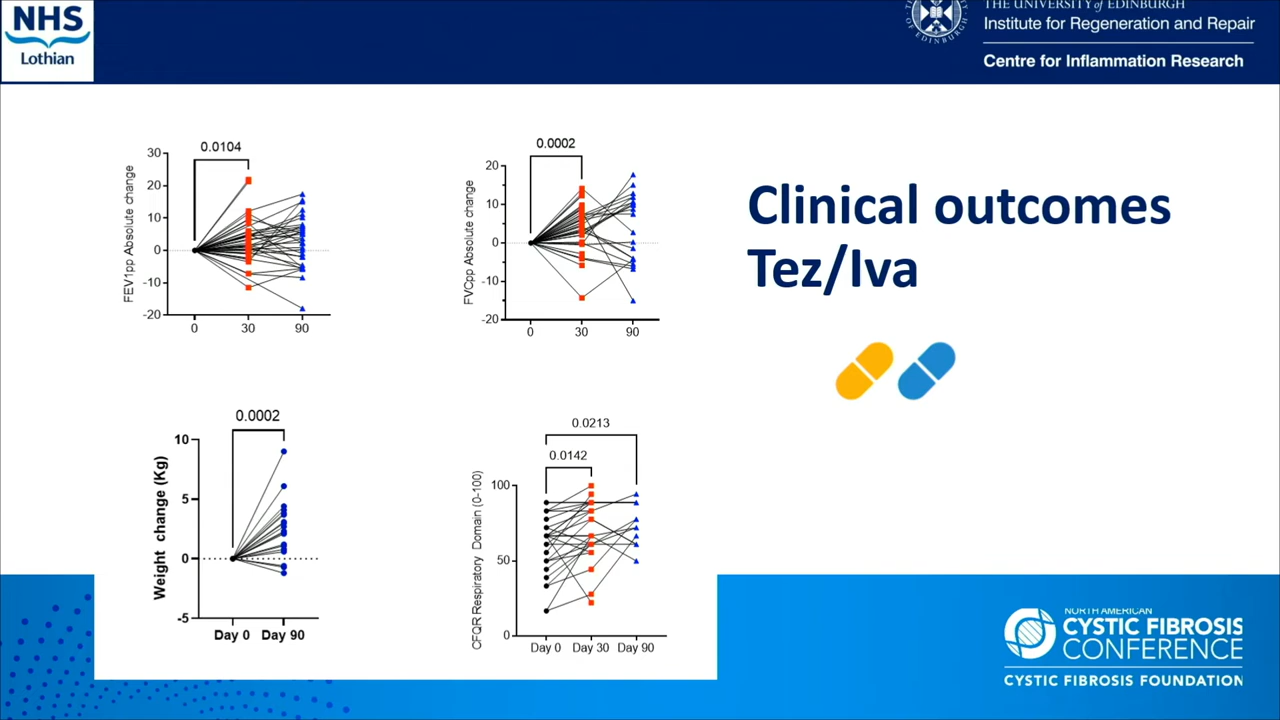 NHS
Lothian
THE UNIVERSITY of EDINBURGH
Institute for Regeneration and Repair
Centre for Inflammation Research
Clinical outcomes
Tez/Iva
0.0104
FEV1pp Absolute change
30
20
10
0
-10
-20
0 30 90
0.0002
FVCpp Absolute change
20
10
0
-10
-20
0 30 90
0.0002
Weight change (Kg)
10
5
0
-5
Day 0 Day 90
0.0213
0.0142
CFQR Respiratory Domain (0-100)
100
50
0
Day 0 Day 30 Day 90
NORTH AMERICAN
CYSTIC FIBROSIS
CONFERENCE
CYSTIC FIBROSIS FOUNDATION